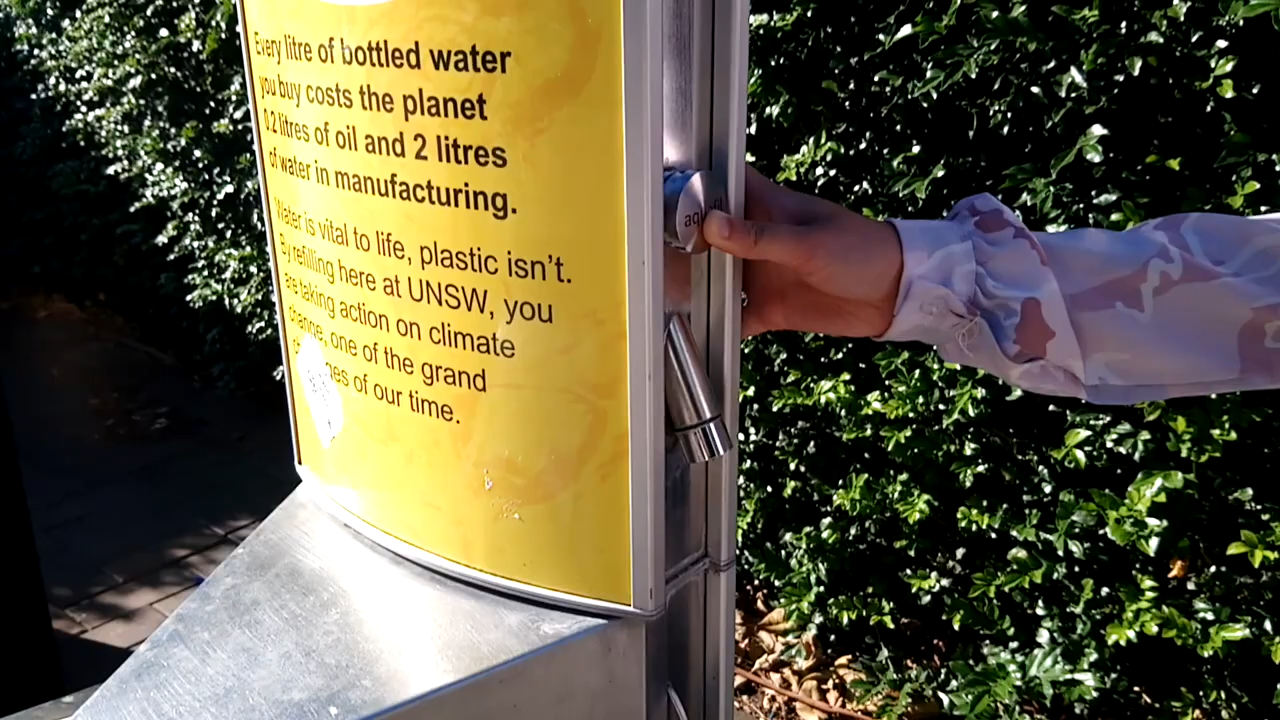 Every litre of bottled water
you buy costs the planet
0.2 litres of oil and 2 litres
of water in manufacturing.
Water is vital to life, plastic isn't.
By refilling here at UNSW, you
are taking action on climate
change, one of the grand
of our time.